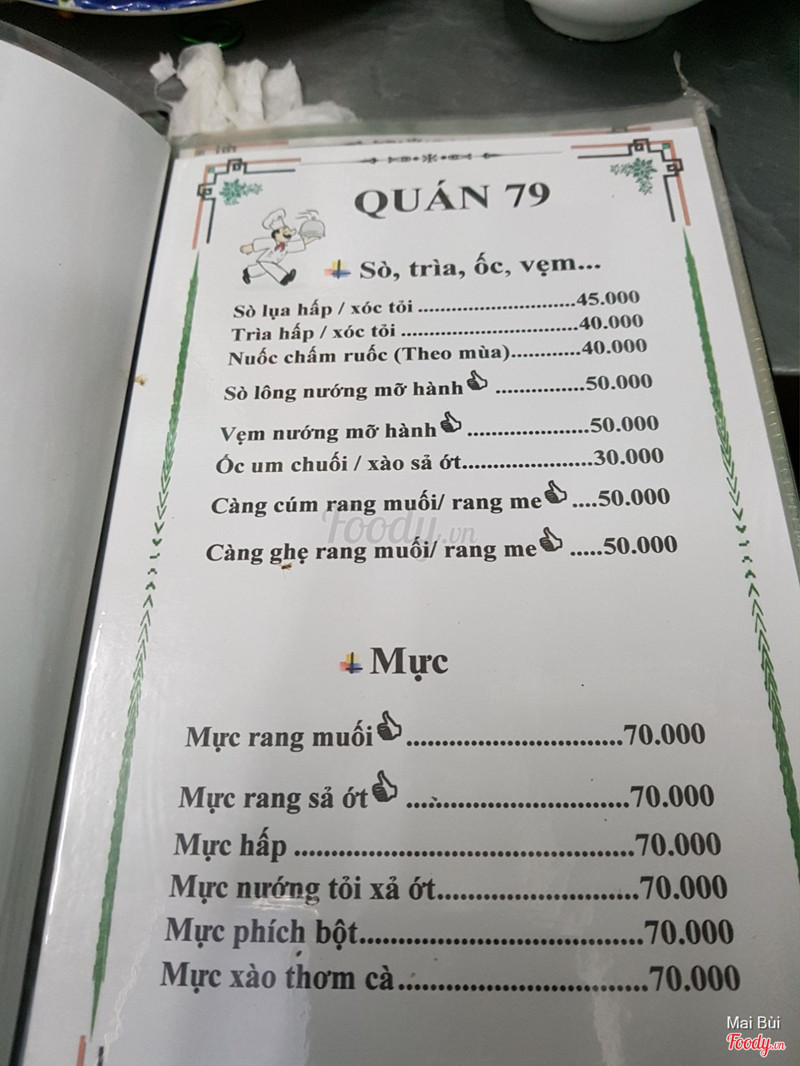 QUÁN 79
Sò, trìa, ốc, vẹm...
Sò lụa hấp / xóc tỏi ............................45.000
Trìa hấp / xóc tỏi ................................40.000
Nuốc chấm ruốc (Theo mùa)............40.000
Sò lông nướng mỡ hành ................50.000
Vẹm nướng mỡ hành ......................50.000
Ốc um chuối / xào sả ớt.......................30.000
Càng cúm rang muối/ rang me ....50.000
Càng ghẹ rang muối/ rang me .....50.000
Mực
Mực rang muối ...............................70.000
Mực rang sả ớt ................................70.000
Mực hấp ................................................70.000
Mực nướng tỏi xả ớt............................70.000
Mực phích bột........................................70.000
Mực xào thơm cà...................................70.000
Foody.vn
Mai Bùi
Foody.vn